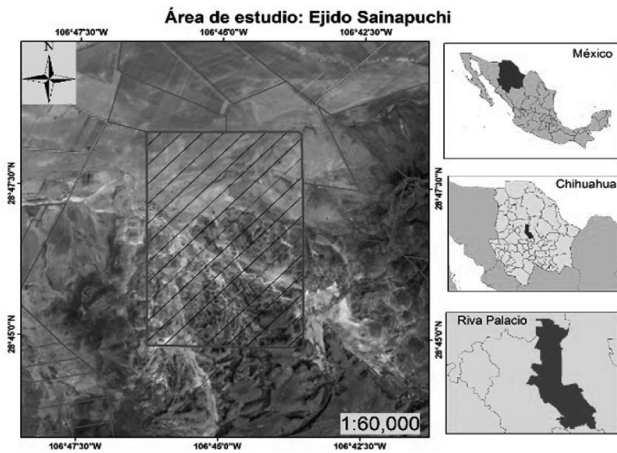 Área de estudio: Ejido Sainapuchi
106°47'30"W 106°45'0"W 106°42'30"W
N
28°47'30"N 28°47'30"N
28°45'0"N 28°45'0"N
1:60,000
106°47'30"W 106°45'0"W 106°42'30"W
México
Chihuahua
Riva Palacio